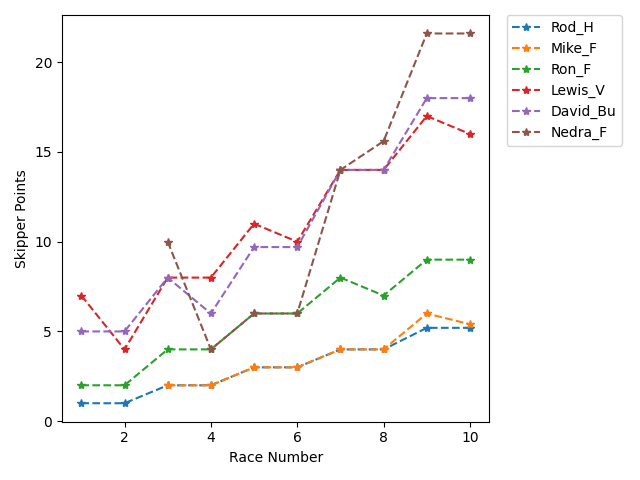 Rod_H
Mike_F
Ron_F
Lewis_V
David_Bu
Nedra_F
20
15
10
5
0
Skipper Points
2 4 6 8 10
Race Number